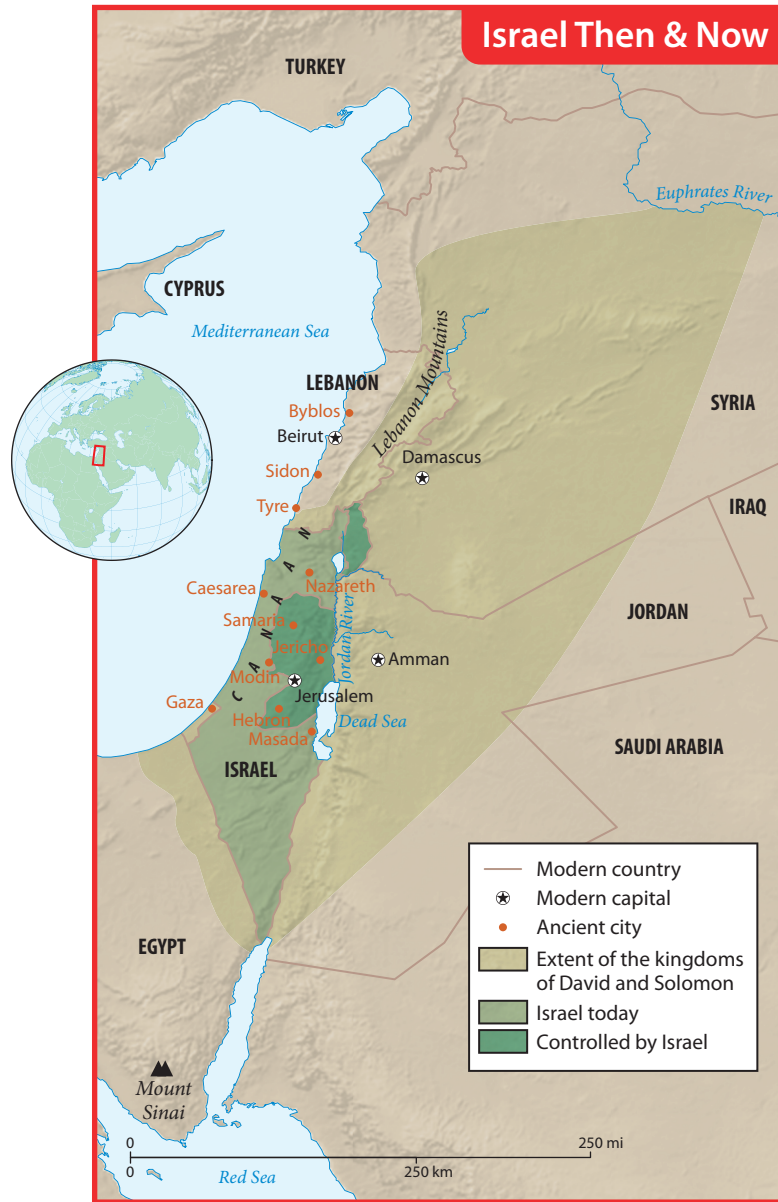 Israel Then & Now
TURKEY
Euphrates River
CYPRUS
Mediterranean Sea
LEBANON
Lebanon Mountains
Byblos
SYRIA
Beirut
Damascus
Sidon
IRAQ
Tyre
CANAAN
Nazareth
Caesarea
JORDAN
Samaria
Jordan River
Jericho
Amman
Modin
Jerusalem
Gaza
Hebron
Dead Sea
Masada
SAUDI ARABIA
ISRAEL
EGYPT
Mount
Sinai
Red Sea
Modern country
Modern capital
Ancient city
Extent of the kingdoms
of David and Solomon
Israel today
Controlled by Israel
0 250 mi
0 250 km